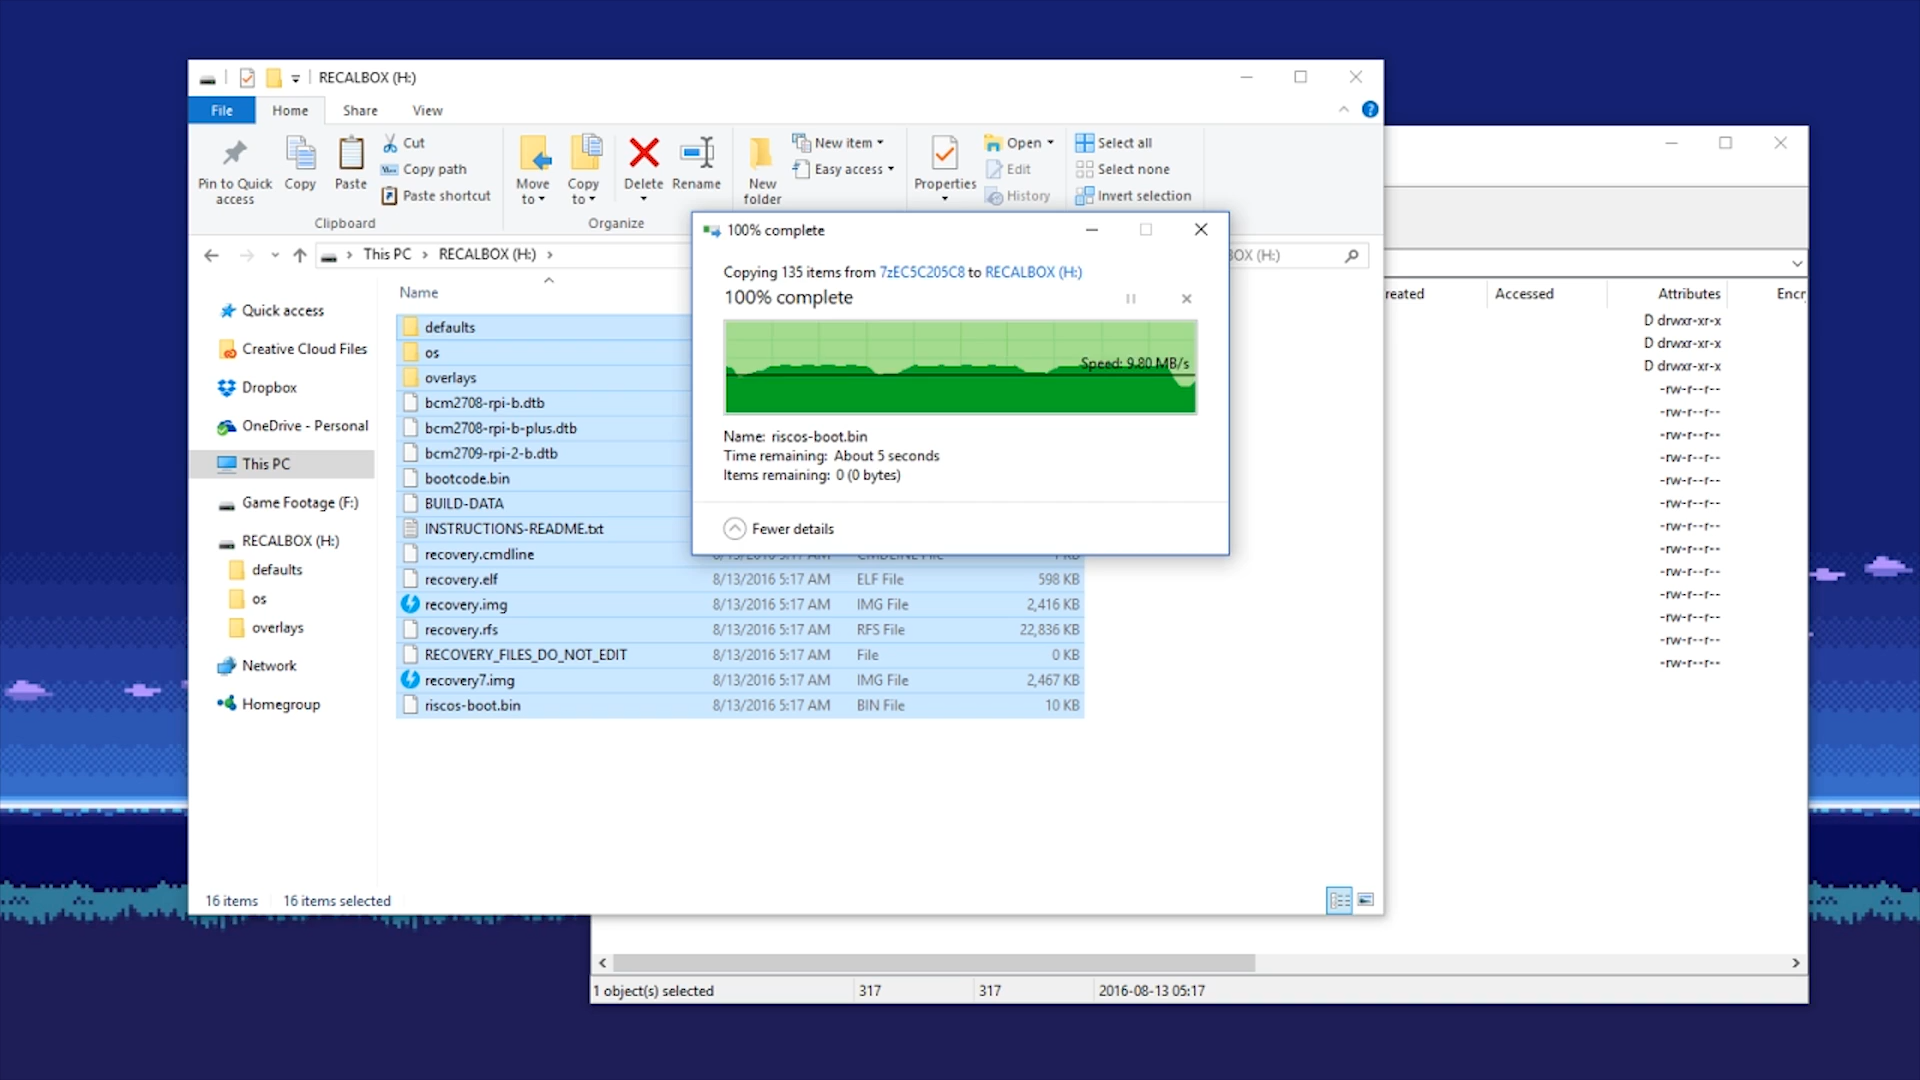 RECALBOX (H:)
File Home Share View
Pin to Quick access
Copy
Paste
Cut
Copy path
Paste shortcut
Clipboard
Move to
Copy to
Delete
Rename
Organize
New folder
New item
Easy access
Properties
Open
Edit
History
Select all
Select none
Invert selection
This PC RECALBOX (H:)
BOX (H:)
Quick access
Creative Cloud Files
Dropbox
OneDrive - Personal
This PC
Game Footage (F:)
RECALBOX (H:)
defaults
os
overlays
Network
Homegroup
Name
defaults
os
overlays
bcm2708-rpi-b.dtb
bcm2708-rpi-b-plus.dtb
bcm2709-rpi-2-b.dtb
bootcode.bin
BUILD-DATA
INSTRUCTIONS-README.txt
recovery.cmdline
recovery.elf 8/13/2016 5:17 AM ELF File 598 KB
recovery.img 8/13/2016 5:17 AM IMG File 2,416 KB
recovery.rfs 8/13/2016 5:17 AM RFS File 22,836 KB
RECOVERY_FILES_DO_NOT_EDIT 8/13/2016 5:17 AM File 0 KB
recovery7.img 8/13/2016 5:17 AM IMG File 2,467 KB
riscos-boot.bin 8/13/2016 5:17 AM BIN File 10 KB
16 items 16 items selected
100% complete
Copying 135 items from 7zEC5C205C8 to RECALBOX (H:)
100% complete
Speed: 9.80 MB/s
Name: riscos-boot.bin
Time remaining: About 5 seconds
Items remaining: 0 (0 bytes)
Fewer details
reated Accessed Attributes Encr
D drwxr-xr-x
D drwxr-xr-x
D drwxr-xr-x
-rw-r--r--
-rw-r--r--
-rw-r--r--
-rw-r--r--
-rw-r--r--
-rw-r--r--
-rw-r--r--
-rw-r--r--
-rw-r--r--
-rw-r--r--
-rw-r--r--
-rw-r--r--
-rw-r--r--
1 object(s) selected 317 317 2016-08-13 05:17